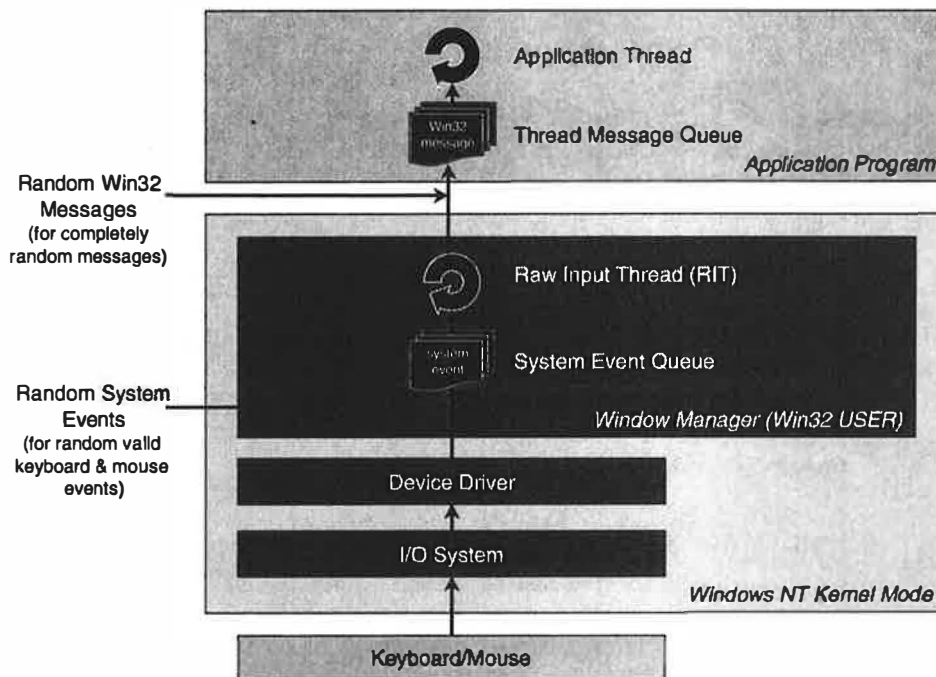 Application Thread
Win32
message
Thread Message Queue
Application Program
Random Win32
Messages
(for completely
random messages)
Raw Input Thread (RIT)
system
event
System Event Queue
Random System
Events
(for random valid
keyboard & mouse
events)
Window Manager (Win32 USER)
Device Driver
I/O System
Windows NT Kernel Mode
Keyboard/Mouse